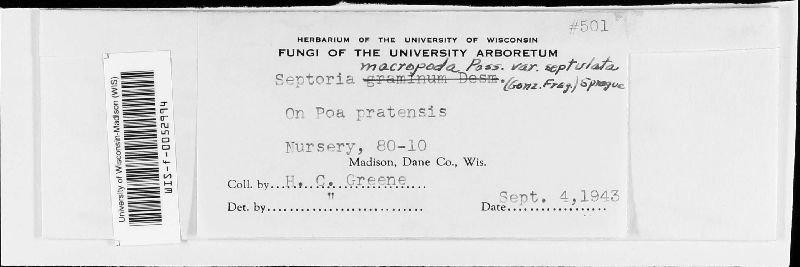 #501
HERBARIUM OF THE UNIVERSITY OF WISCONSIN
FUNGI OF THE UNIVERSITY ARBORETUM
macropoda Pass. var. septulata
Septoria graminum Desm. (Gonz. Frag.) Sprague
On Poa pratensis
Nursery, 80-10
Madison, Dane Co., Wis.
Coll. by...H. C. Greene....
Det. by..........."..............
Date..Sept. 4,1943
University of Wisconsin-Madison (WIS)
WIS-f-0052994